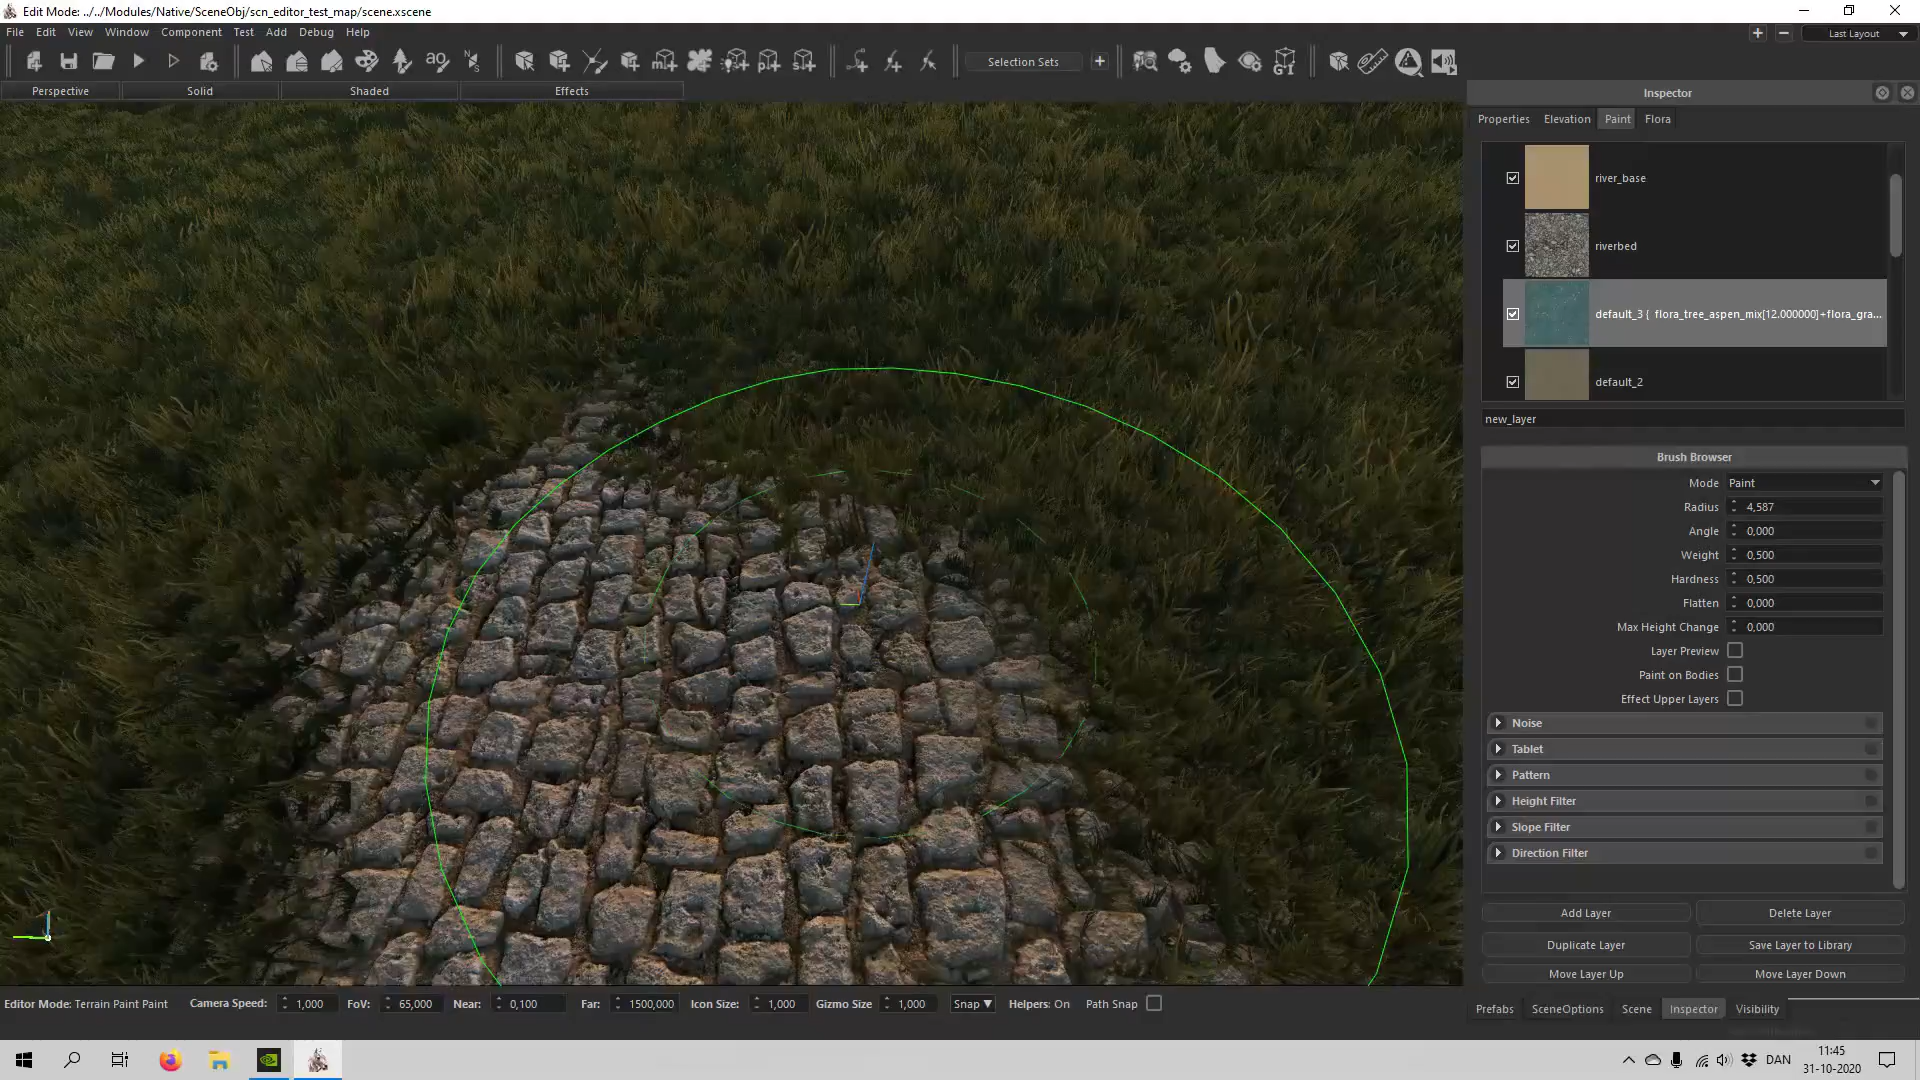 Edit Mode: ../../Modules/Native/SceneObj/scn_editor_test_map/scene.xscene
File Edit View Window Component Test Add Debug Help
Last Layout
Selection Sets
GI
Perspective Solid Shaded Effects
Inspector
Properties Elevation Paint Flora
river_base
riverbed
default_3 { flora_tree_aspen_mix[12.000000]+flora_gra...
default_2
new_layer
Brush Browser
Mode Paint
Radius 4,587
Angle 0,000
Weight 0,500
Hardness 0,500
Flatten 0,000
Max Height Change 0,000
Layer Preview
Paint on Bodies
Effect Upper Layers
Noise
Tablet
Pattern
Height Filter
Slope Filter
Direction Filter
Add Layer Delete Layer
Duplicate Layer Save Layer to Library
Move Layer Up Move Layer Down
Editor Mode: Terrain Paint Paint Camera Speed: 1,000 FoV: 65,000 Near: 0,100 Far: 1500,000 Icon Size: 1,000 Gizmo Size 1,000 Snap▼ Helpers: On Path Snap
Prefabs SceneOptions Scene Inspector Visibility
DAN
11:45
31-10-2020